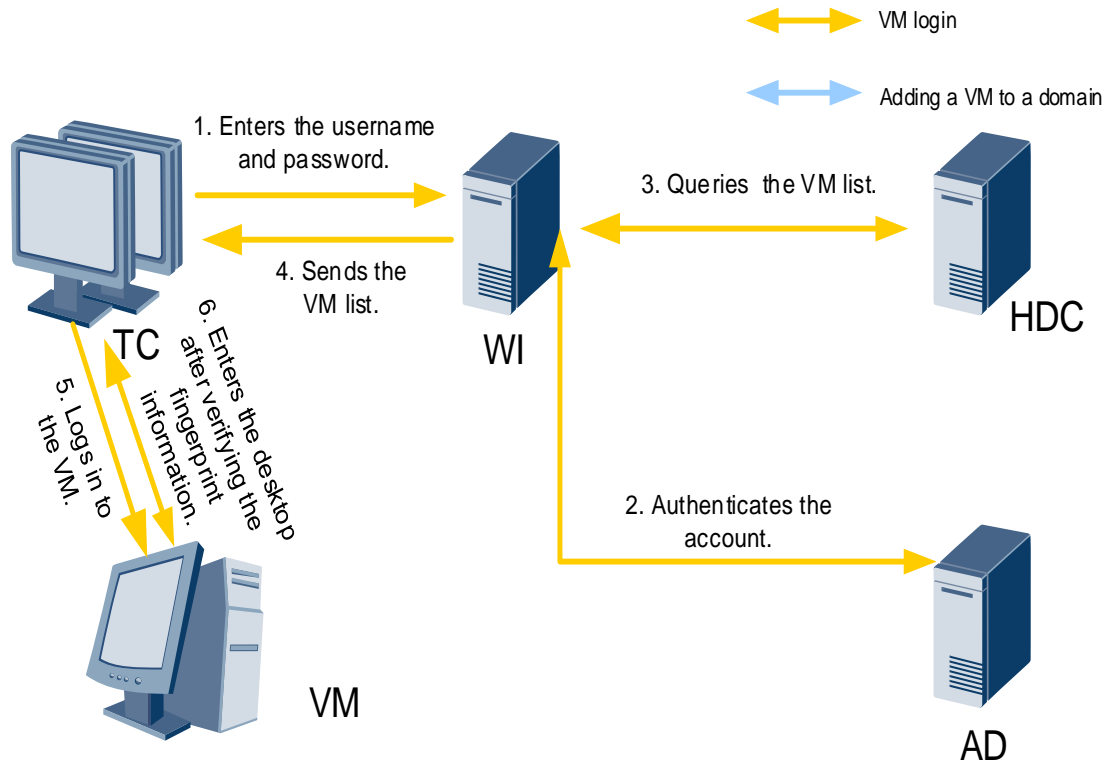 VM login
Adding a VM to a domain
1. Enters the username
and password.
3. Queries the VM list.
4. Sends the
VM list.
TC
WI
HDC
5. Logs in to
the VM.
6. Enters the desktop
after verifying the
fingerprint
information.
2. Authenticates the
account.
VM
AD